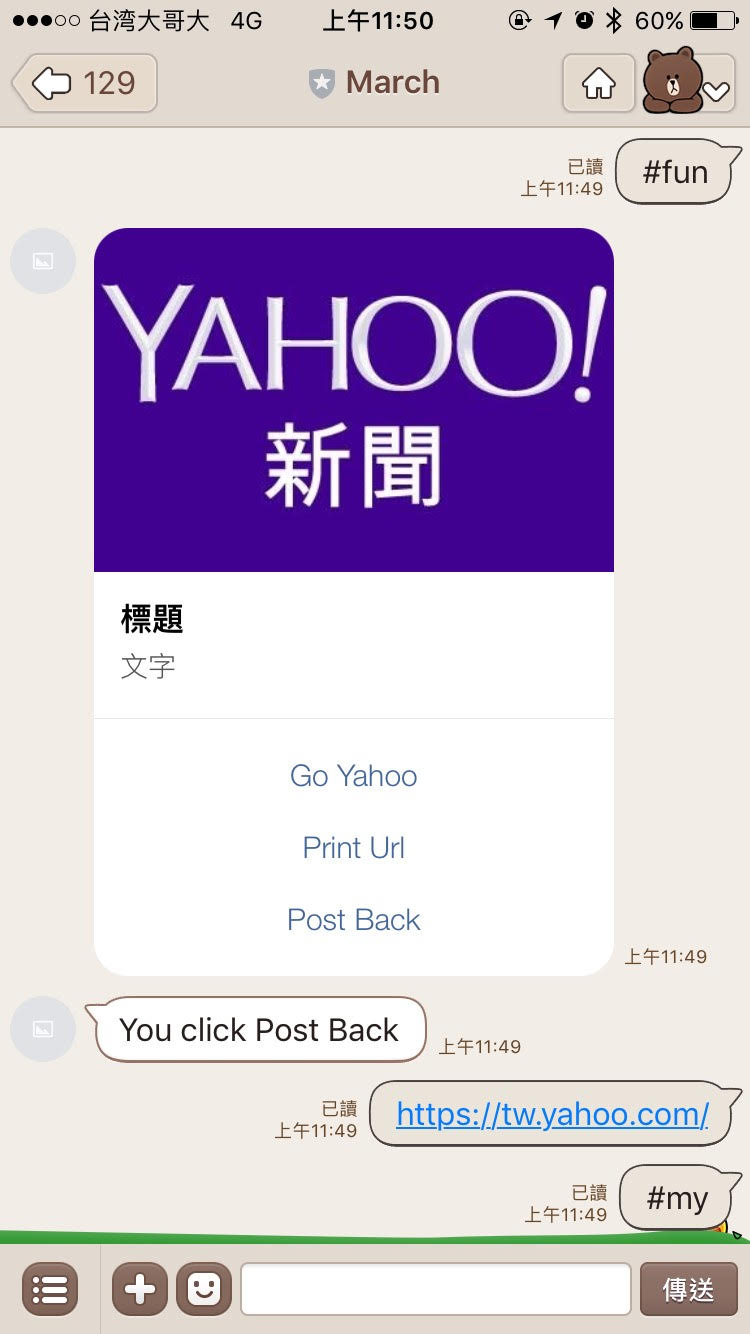 台湾大哥大 4G 上午11:50 60%
129 March
#fun
已讀
上午11:49
YAHOO!
新聞
標題
文字
Go Yahoo
Print Url
Post Back
上午11:49
You click Post Back
上午11:49
https://tw.yahoo.com/
已讀
上午11:49
#my
已讀
上午11:49
傳送